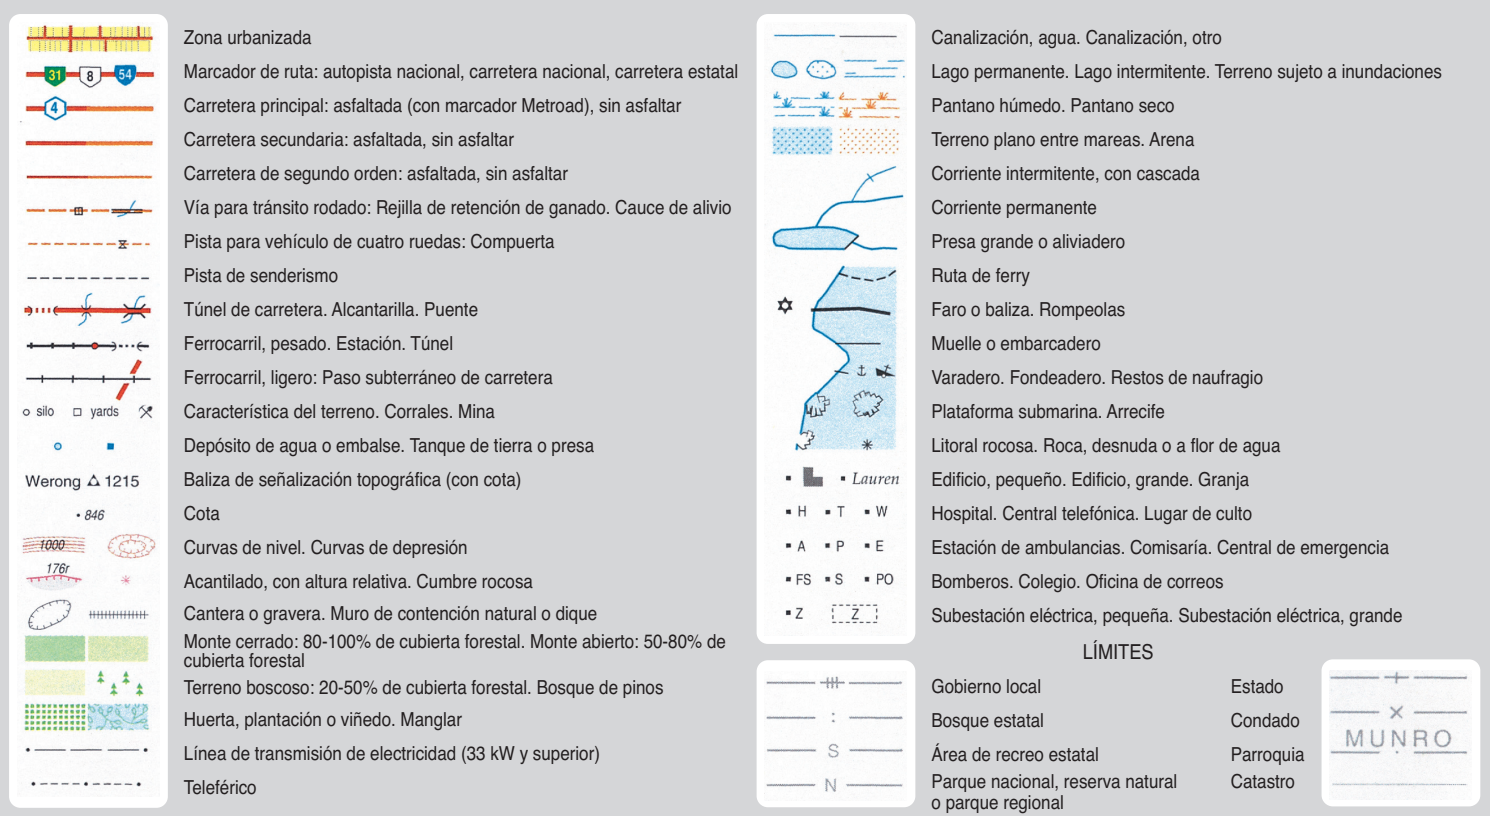 Zona urbanizada
31 8 54 Marcador de ruta: autopista nacional, carretera nacional, carretera estatal
4 Carretera principal: asfaltada (con marcador Metroad), sin asfaltar
Carretera secundaria: asfaltada, sin asfaltar
Carretera de segundo orden: asfaltada, sin asfaltar
Vía para tránsito rodado: Rejilla de retención de ganado. Cauce de alivio
Pista para vehículo de cuatro ruedas: Compuerta
Pista de senderismo
Túnel de carretera. Alcantarilla. Puente
Ferrocarril, pesado. Estación. Túnel
Ferrocarril, ligero: Paso subterráneo de carretera
silo yards Característica del terreno. Corrales. Mina
Depósito de agua o embalse. Tanque de tierra o presa
Werong 1215 Baliza de señalización topográfica (con cota)
846 Cota
1000 Curvas de nivel. Curvas de depresión
176r Acantilado, con altura relativa. Cumbre rocosa
Cantera o gravera. Muro de contención natural o dique
Monte cerrado: 80-100% de cubierta forestal. Monte abierto: 50-80% de
cubierta forestal
Terreno boscoso: 20-50% de cubierta forestal. Bosque de pinos
Huerta, plantación o viñedo. Manglar
Línea de transmisión de electricidad (33 kW y superior)
Teleférico
Canalización, agua. Canalización, otro
Lago permanente. Lago intermitente. Terreno sujeto a inundaciones
Pantano húmedo. Pantano seco
Terreno plano entre mareas. Arena
Corriente intermitente, con cascada
Corriente permanente
Presa grande o aliviadero
Ruta de ferry
Faro o baliza. Rompeolas
Muelle o embarcadero
Varadero. Fondeadero. Restos de naufragio
Plataforma submarina. Arrecife
Litoral rocosa. Roca, desnuda o a flor de agua
Lauren Edificio, pequeño. Edificio, grande. Granja
H T W Hospital. Central telefónica. Lugar de culto
A P E Estación de ambulancias. Comisaría. Central de emergencia
FS S PO Bomberos. Colegio. Oficina de correos
Z Z Subestación eléctrica, pequeña. Subestación eléctrica, grande
LÍMITES
Gobierno local
Bosque estatal
S Área de recreo estatal
N Parque nacional, reserva natural
o parque regional
Estado
Condado
MUNRO
Parroquia
Catastro